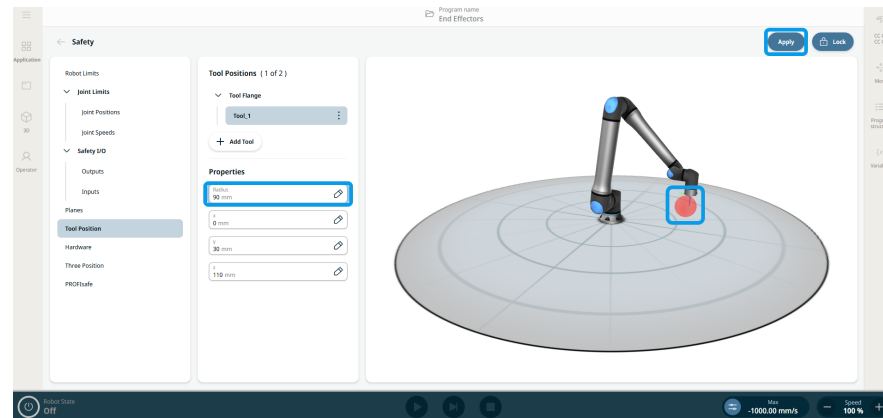 Program name
End Effectors
Safety
Apply
Lock
Application
3D
Operator
Robot Limits
Joint Limits
Joint Positions
Joint Speeds
Safety I/O
Outputs
Inputs
Planes
Tool Position
Hardware
Three Position
PROFIsafe
Tool Positions ( 1 of 2 )
Tool Flange
Tool_1
Add Tool
Properties
Radius
90 mm
X
0 mm
Y
30 mm
110 mm
Robot State
Off
Max
-1000.00 mm/s
Speed
100 %